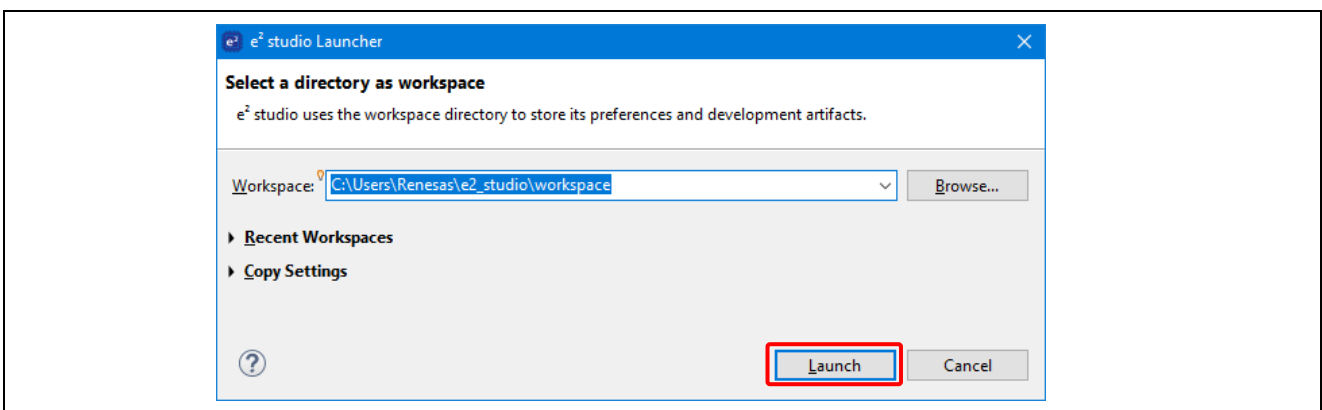 e² e² studio Launcher
Select a directory as workspace
e² studio uses the workspace directory to store its preferences and development artifacts.
Workspace: C:\Users\Renesas\e2_studio\workspace Browse...
Recent Workspaces
Copy Settings
? Launch Cancel